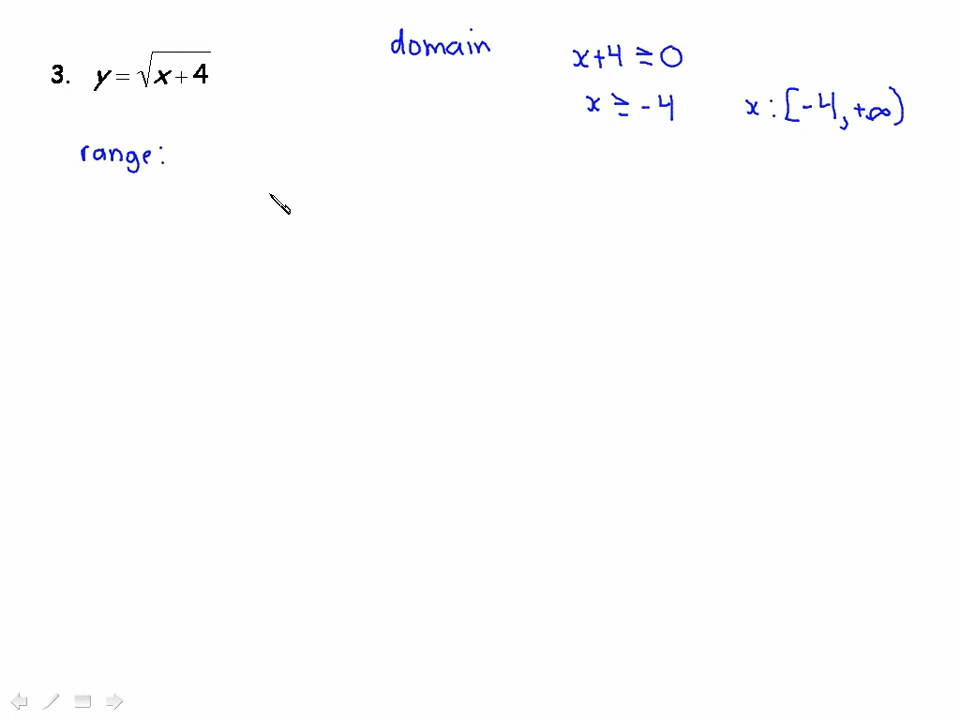 3. y = √x + 4
domain
x+4 ≥ 0
x ≥ -4
x : [-4, +∞)
range: